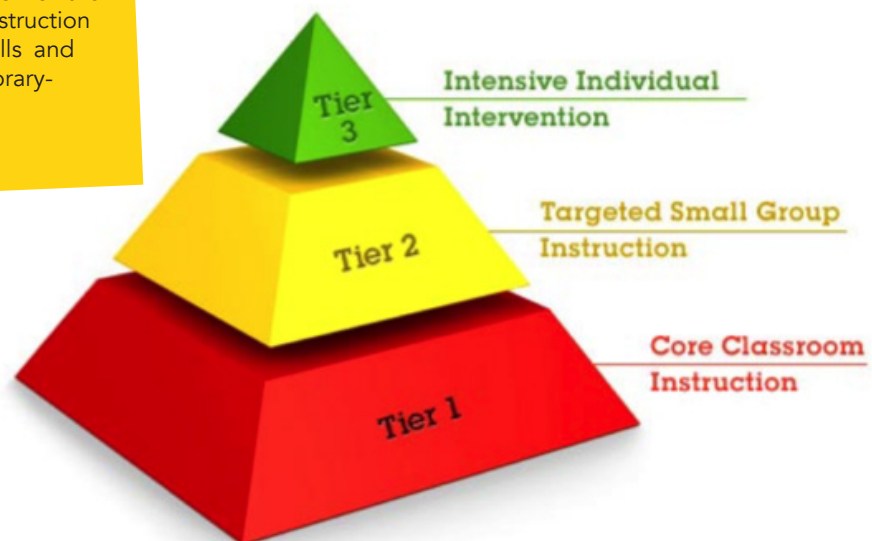 struction
lls and
orary-
Tier
3
Intensive Individual
Intervention
Tier 2
Targeted Small Group
Instruction
Tier 1
Core Classroom
Instruction